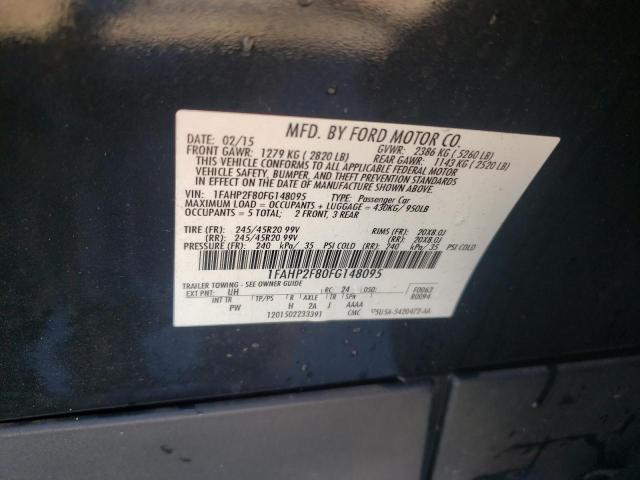 MFD. BY FORD MOTOR CO.
DATE: 02/15 GVWR: 2386 KG ( 5260 LB)
FRONT GAWR: 1279 KG ( 2820 LB) REAR GAWR: 1143 KG ( 2520 LB)
THIS VEHICLE CONFORMS TO ALL APPLICABLE FEDERAL MOTOR
VEHICLE SAFETY, BUMPER, AND THEFT PREVENTION STANDARDS
IN EFFECT ON THE DATE OF MANUFACTURE SHOWN ABOVE.
VIN: 1FAHP2F80FG148095 TYPE: Passenger Car
MAXIMUM LOAD = OCCUPANTS + LUGGAGE = 430KG/950LB
OCCUPANTS = 5 TOTAL: 2 FRONT, 3 REAR
TIRE (FR): 245/45R20 99V RIMS (FR): 20X8.0J
(RR): 245/45R20 99V (RR): 20X8.0J
PRESSURE (FR): 240 kPa/ 35 PSI COLD (RR): 240 kPa/ 35 PSI COLD
1FAHP2F80FG148095
TRAILER TOWING - SEE OWNER GUIDE
EXT PNT: UH RC: 24 DSO: F0063
INT TR TP/PS R AXLE TR SPR R0094
PW H 2A J AAAA
1201502233391 CMC 5U5A-5420472-AA